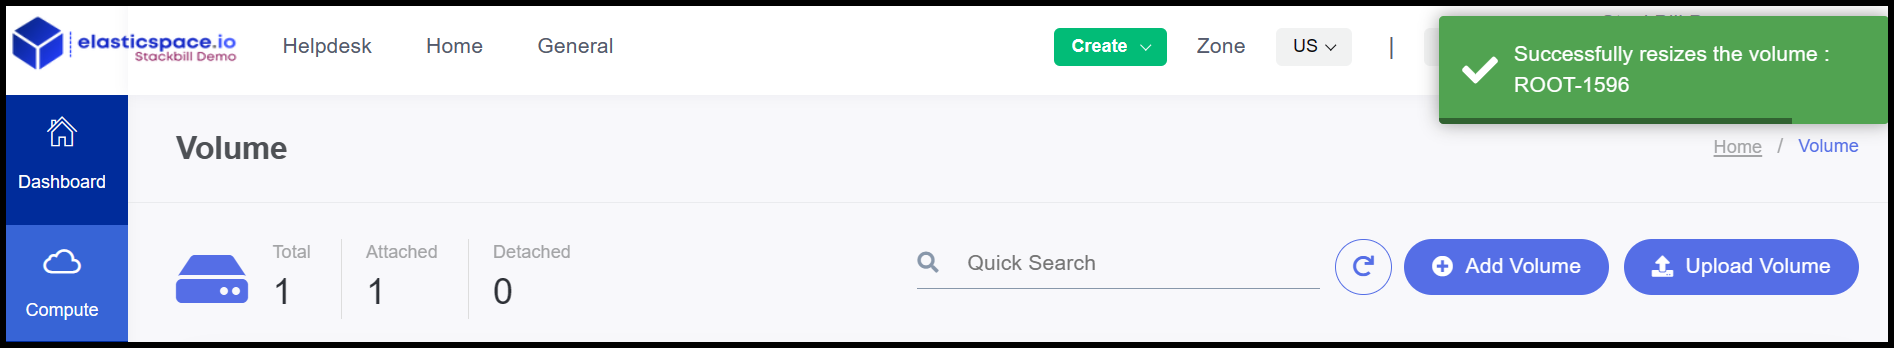 elasticspace.io
Stackbill Demo
Helpdesk
Home
General
Create
Zone
US
|
Successfully resizes the volume :
ROOT-1596
Dashboard
Volume
Home / Volume
Compute
Total
1
Attached
1
Detached
0
Quick Search
Add Volume
Upload Volume